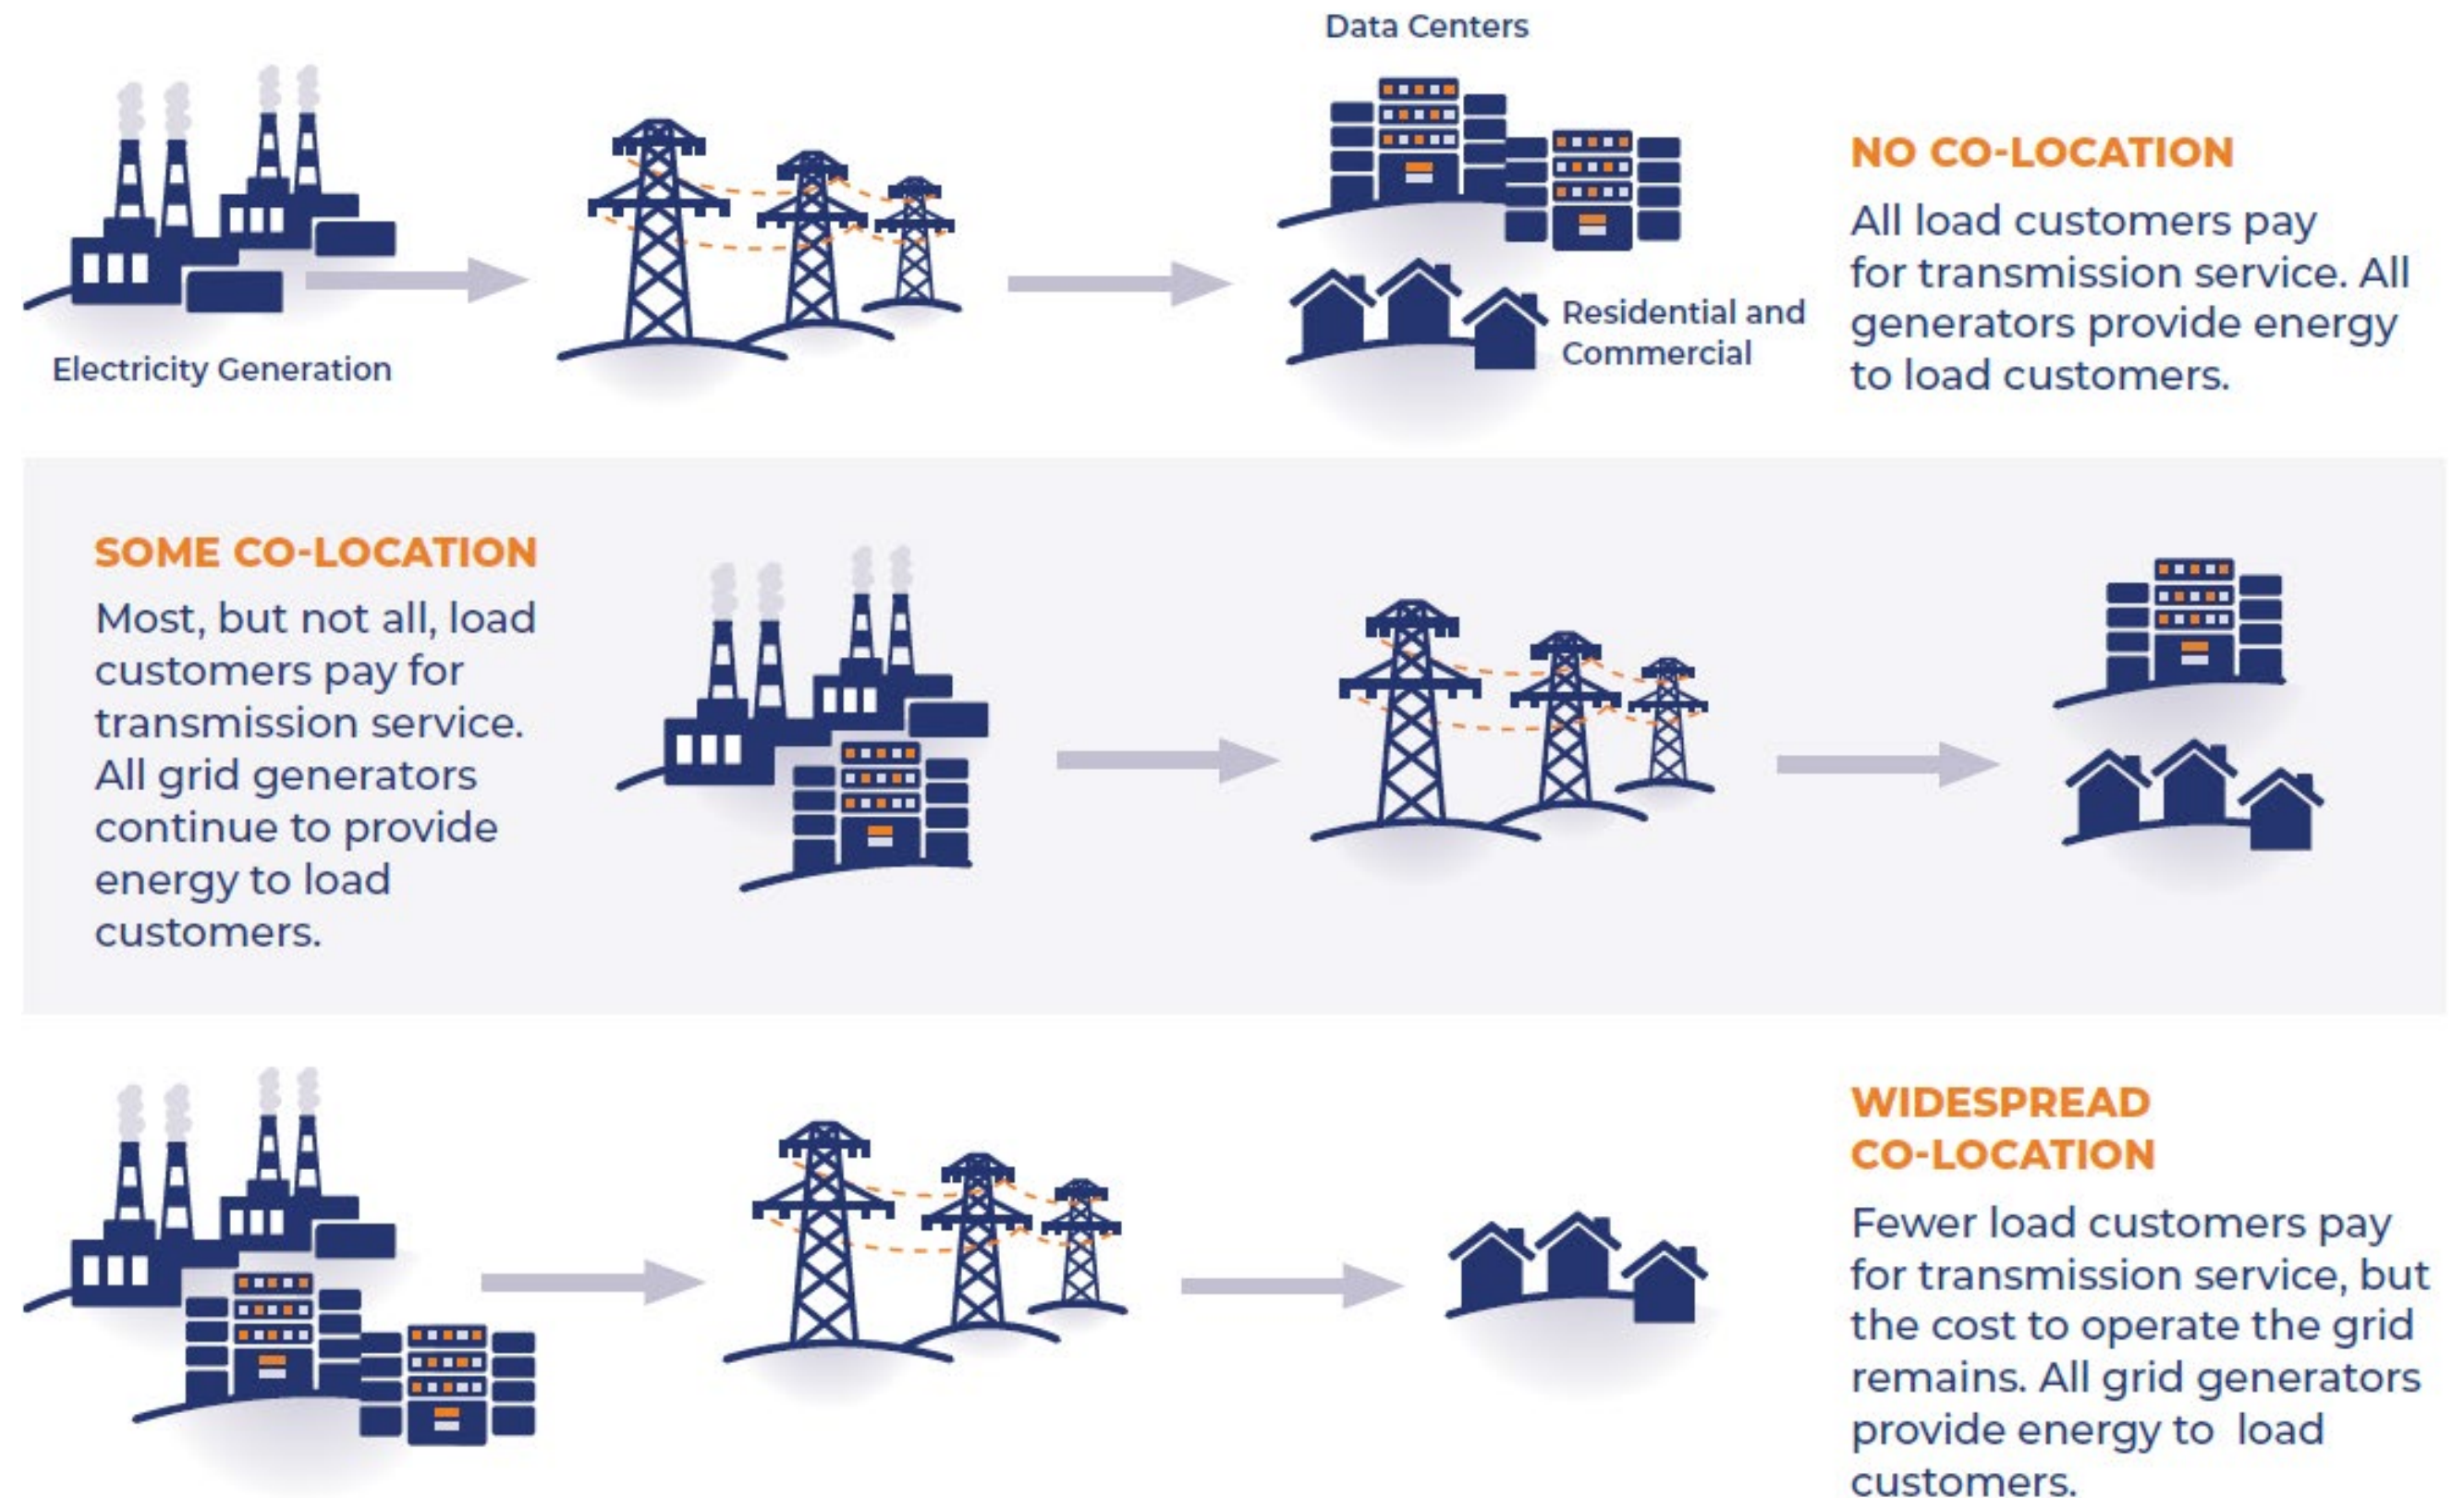 Data Centers
Electricity Generation
Residential and
Commercial
NO CO-LOCATION
All load customers pay
for transmission service. All
generators provide energy
to load customers.
SOME CO-LOCATION
Most, but not all, load
customers pay for
transmission service.
All grid generators
continue to provide
energy to load
customers.
WIDESPREAD
CO-LOCATION
Fewer load customers pay
for transmission service, but
the cost to operate the grid
remains. All grid generators
provide energy to load
customers.